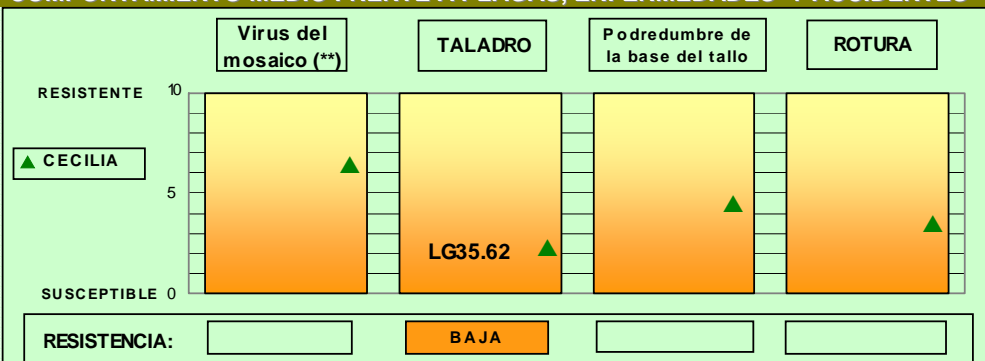 Virus del
mosaico (**)
TALADRO
Podredumbre de
la base del tallo
ROTURA
RESISTENTE
10
CECILIA
5
LG35.62
SUSCEPTIBLE
0
RESISTENCIA:
BAJA